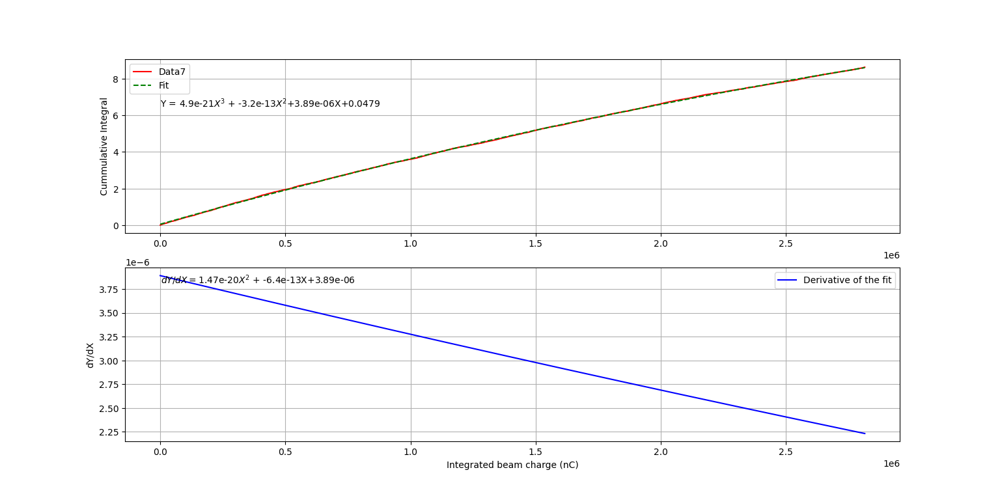 Data7
Fit
Y = 4.9e-21X³ + -3.2e-13X²+3.89e-06X+0.0479
Cummulative Integral
8
6
4
2
0
0.0 0.5 1.0 1.5 2.0 2.5
1e6
1e−6
dY/dX = 1.47e-20X² + -6.4e-13X+3.89e-06
Derivative of the fit
dY/dX
3.75
3.50
3.25
3.00
2.75
2.50
2.25
0.0 0.5 1.0 1.5 2.0 2.5
1e6
Integrated beam charge (nC)